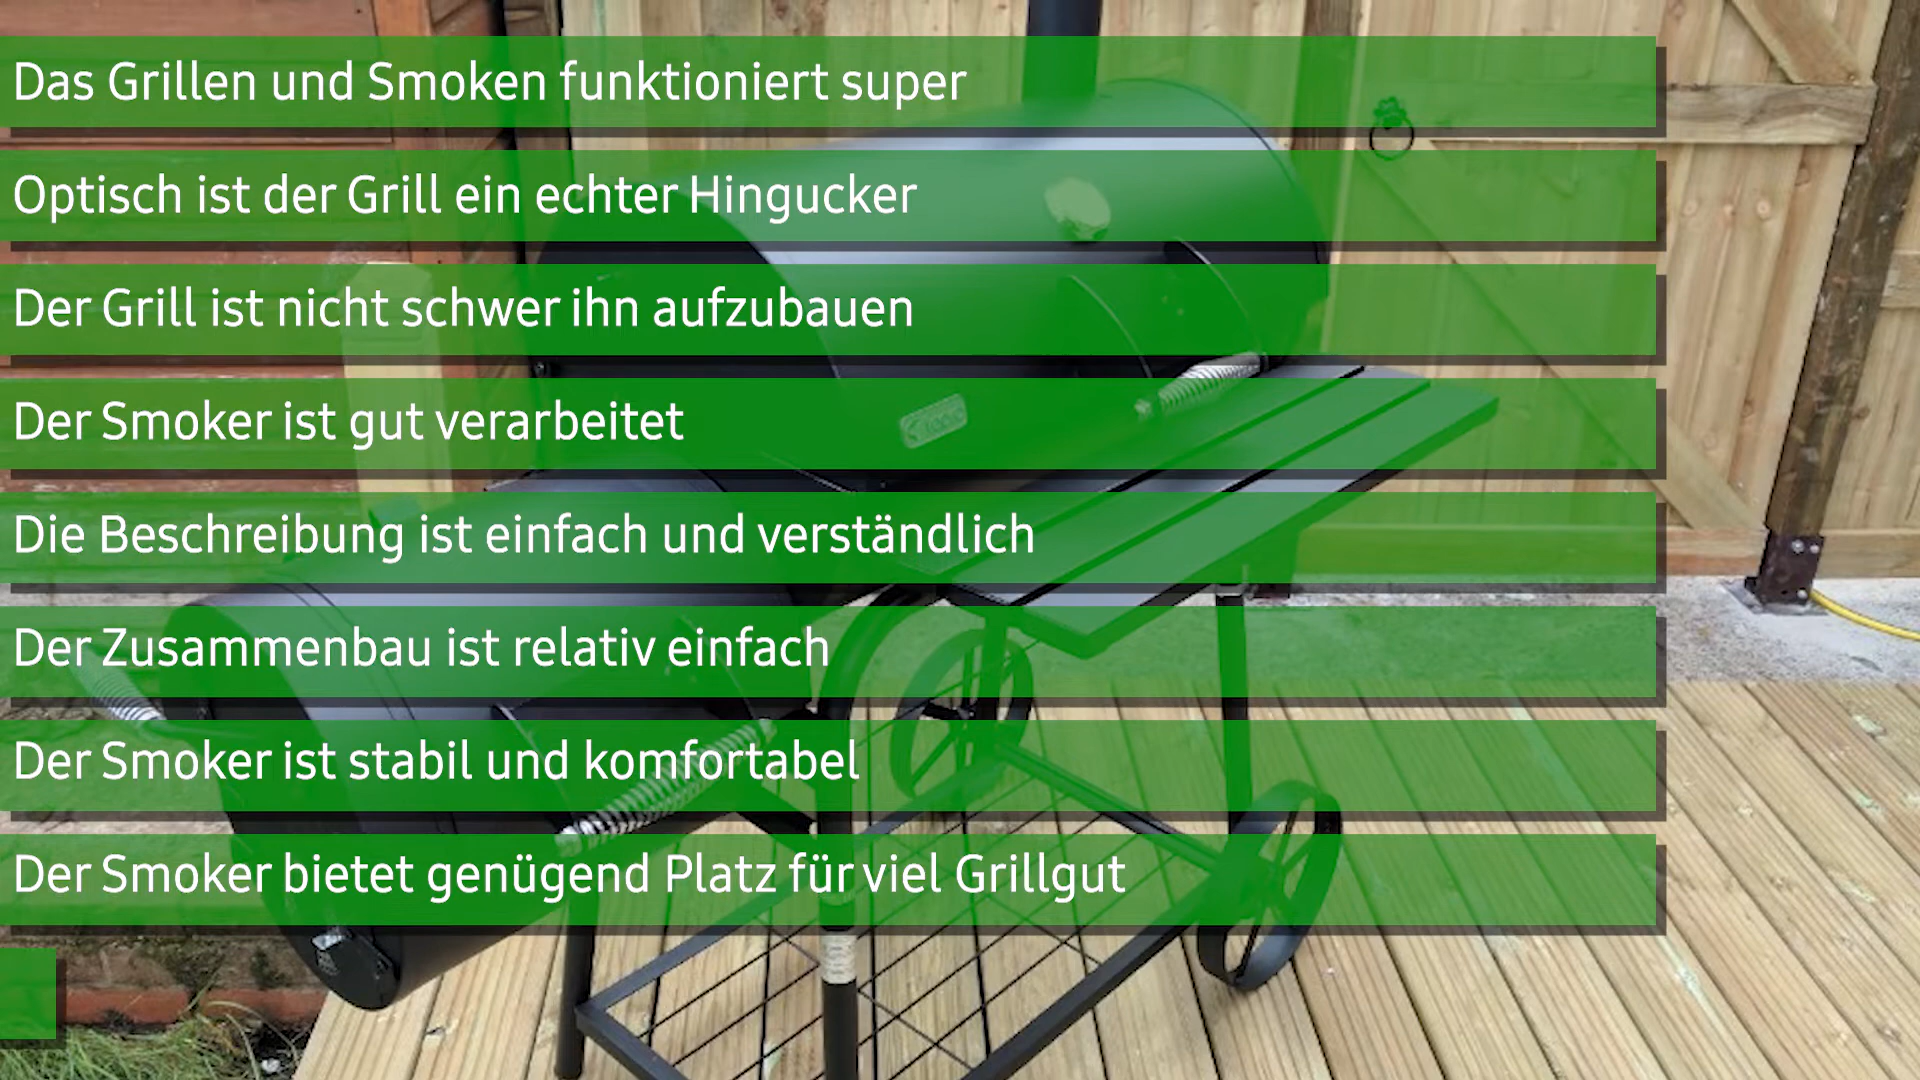 Das Grillen und Smoken funktioniert super
Optisch ist der Grill ein echter Hingucker
Der Grill ist nicht schwer ihn aufzubauen
Der Smoker ist gut verarbeitet
Die Beschreibung ist einfach und verständlich
Der Zusammenbau ist relativ einfach
Der Smoker ist stabil und komfortabel
Der Smoker bietet genügend Platz für viel Grillgut